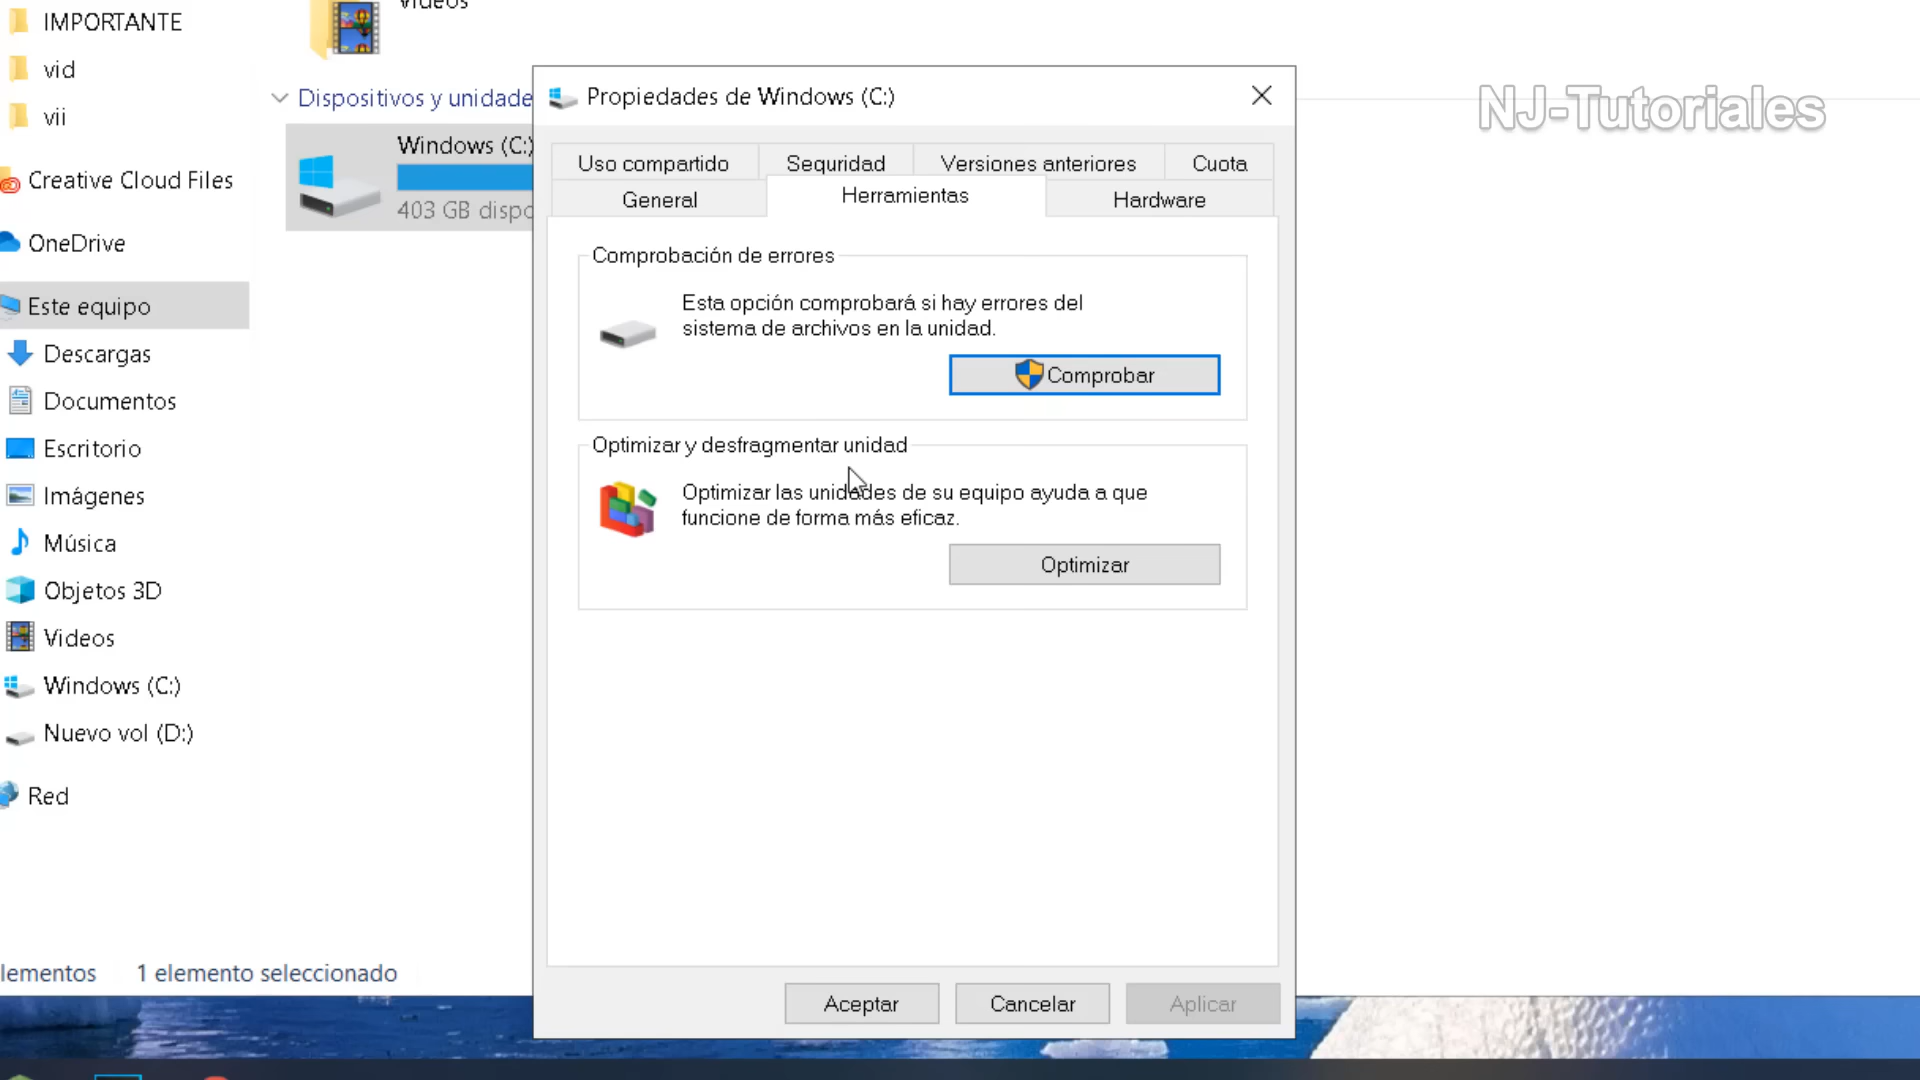 IMPORTANTE
vid
vii
Creative Cloud Files
OneDrive
Este equipo
Descargas
Documentos
Escritorio
Imágenes
Música
Objetos 3D
Videos
Windows (C:)
Nuevo vol (D:)
Red
Videos
Dispositivos y unidade
Windows (C:)
403 GB dispo
lementos 1 elemento seleccionado
Propiedades de Windows (C:)
Uso compartido Seguridad Versiones anteriores Cuota
General Herramientas Hardware
Comprobación de errores
Esta opción comprobará si hay errores del
sistema de archivos en la unidad.
Comprobar
Optimizar y desfragmentar unidad
Optimizar las unidades de su equipo ayuda a que
funcione de forma más eficaz.
Optimizar
Aceptar Cancelar Aplicar
NJ-Tutoriales